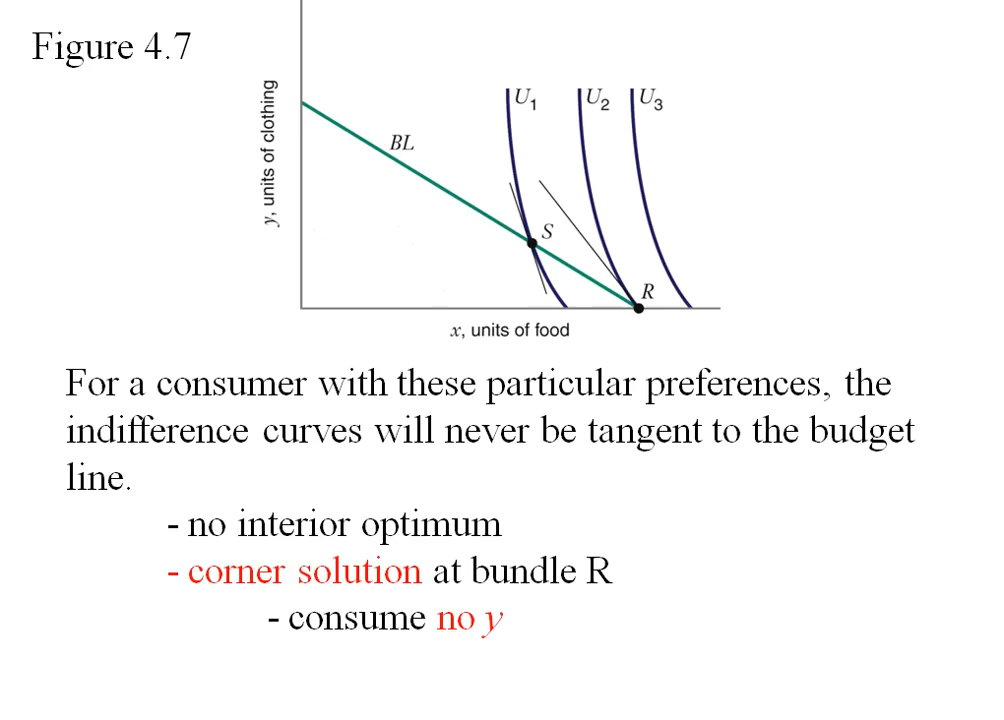 Figure 4.7
y, units of clothing
BL
U1
U2
U3
S
R
x, units of food
For a consumer with these particular preferences, the
indifference curves will never be tangent to the budget
line.
- no interior optimum
- corner solution at bundle R
- consume no y